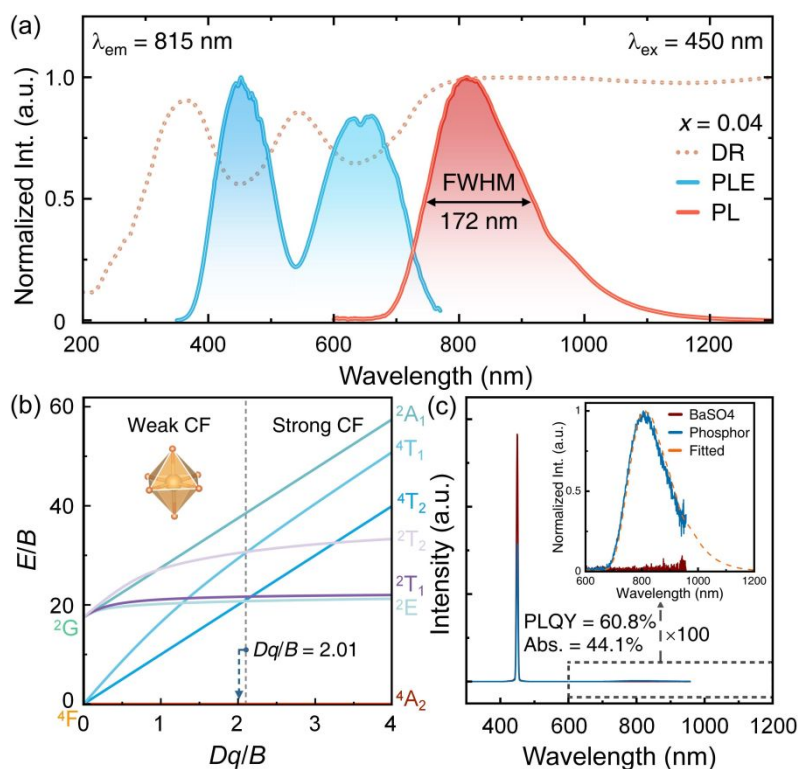 (a)
λem = 815 nm
λex = 450 nm
Normalized Int. (a.u.)
1.0
0.5
0
x = 0.04
DR
PLE
PL
FWHM
172 nm
200 400 600 800 1000 1200
Wavelength (nm)
(b)
Weak CF
Strong CF
E/B
60
40
20
0
²G
⁴F
²A₁
⁴T₁
⁴T₂
²T₂
²T₁
²E
⁴A₂
Dq/B = 2.01
0 1 2 3 4
Dq/B
(c)
Intensity (a.u.)
BaSO4
Phosphor
Fitted
Normalized Int. (a.u.)
1
0.5
0
600 800 1000 1200
Wavelength (nm)
PLQY = 60.8%
Abs. = 44.1%
×100
400 600 800 1000 1200
Wavelength (nm)